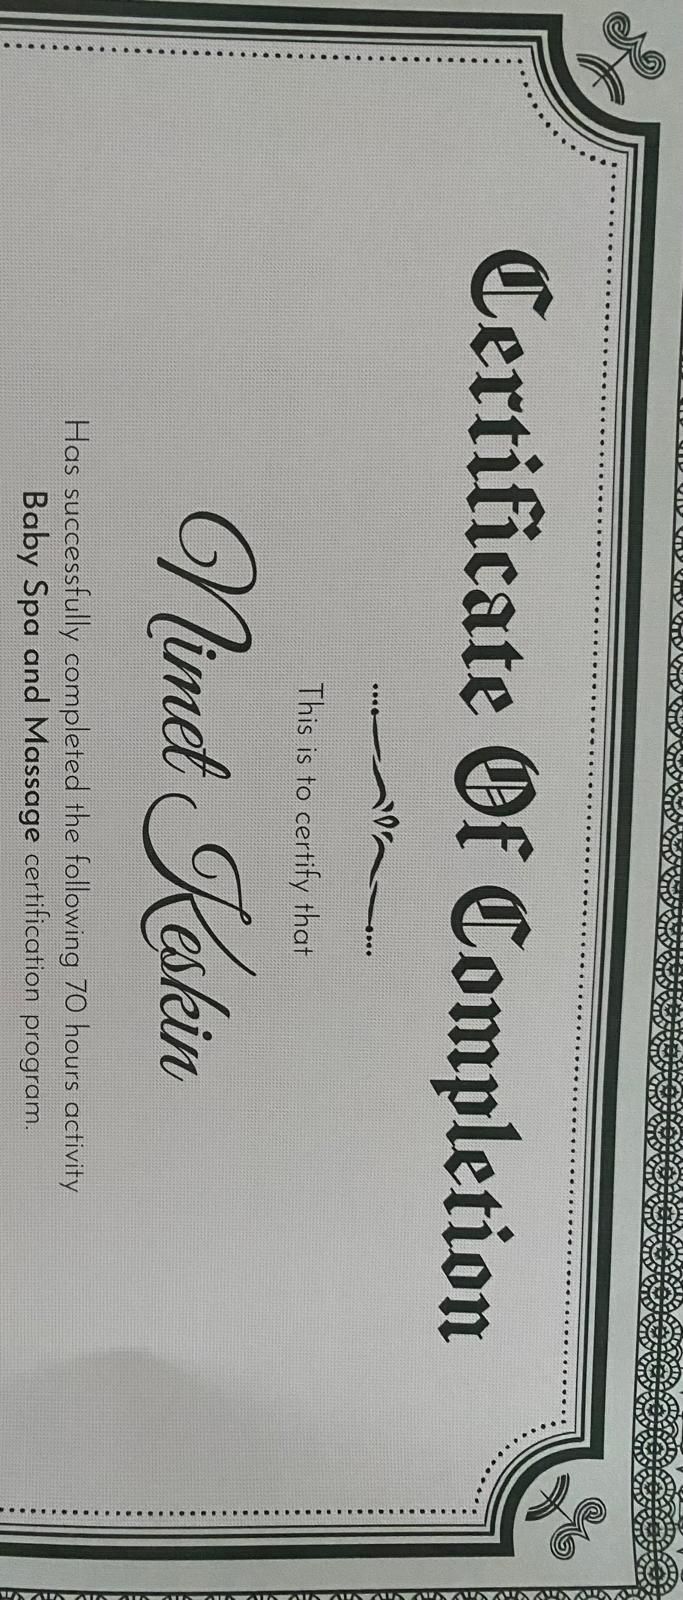 Certificate Of Completion
This is to certify that
Nimet Keskin
Has successfully completed the following 70 hours activity
Baby Spa and Massage certification program.